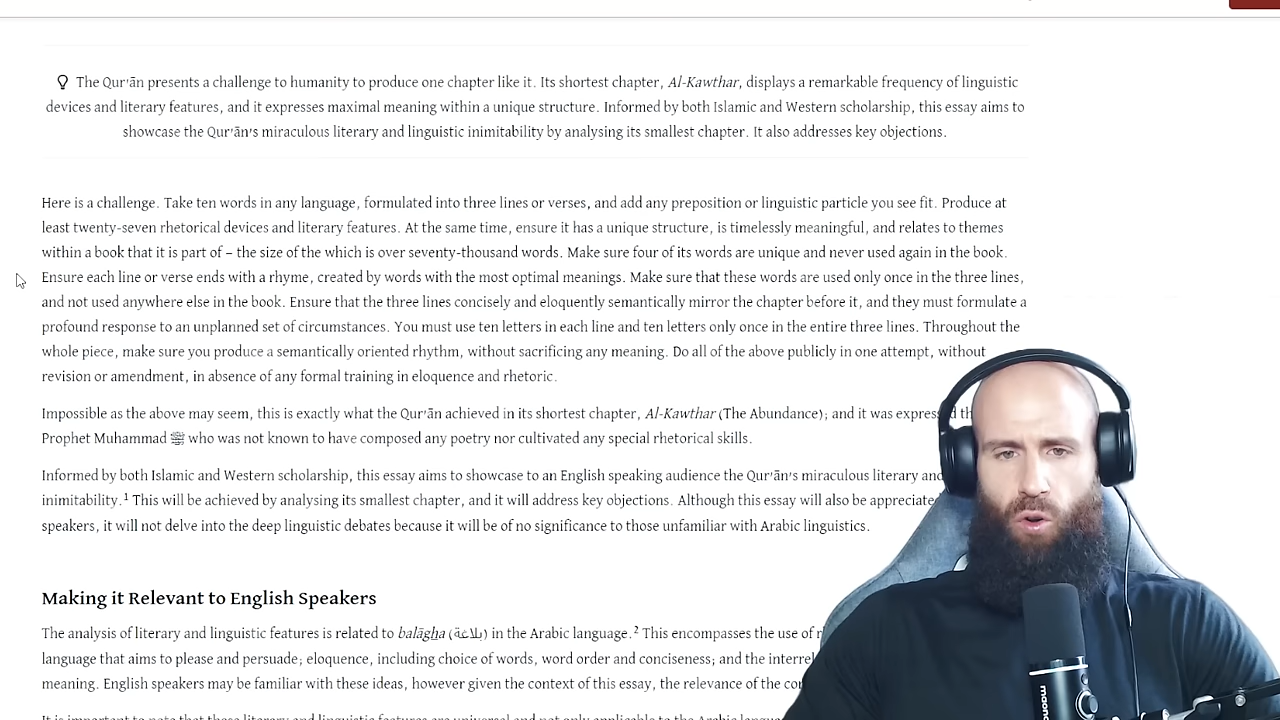 The Qur'ān presents a challenge to humanity to produce one chapter like it. Its shortest chapter, Al-Kawthar, displays a remarkable frequency of linguistic
devices and literary features, and it expresses maximal meaning within a unique structure. Informed by both Islamic and Western scholarship, this essay aims to
showcase the Qur'ān's miraculous literary and linguistic inimitability by analysing its smallest chapter. It also addresses key objections.
Here is a challenge. Take ten words in any language, formulated into three lines or verses, and add any preposition or linguistic particle you see fit. Produce at
least twenty-seven rhetorical devices and literary features. At the same time, ensure it has a unique structure, is timelessly meaningful, and relates to themes
within a book that it is part of – the size of the which is over seventy-thousand words. Make sure four of its words are unique and never used again in the book.
Ensure each line or verse ends with a rhyme, created by words with the most optimal meanings. Make sure that these words are used only once in the three lines,
and not used anywhere else in the book. Ensure that the three lines concisely and eloquently semantically mirror the chapter before it, and they must formulate a
profound response to an unplanned set of circumstances. You must use ten letters in each line and ten letters only once in the entire three lines. Throughout the
whole piece, make sure you produce a semantically oriented rhythm, without sacrificing any meaning. Do all of the above publicly in one attempt, without
revision or amendment, in absence of any formal training in eloquence and rhetoric.
Impossible as the above may seem, this is exactly what the Qur'ān achieved in its shortest chapter, Al-Kawthar (The Abundance); and it was
Prophet Muhammad ﷺ who was not known to have composed any poetry nor cultivated any special rhetorical skills.
Informed by both Islamic and Western scholarship, this essay aims to showcase to an English speaking audience the Qur'ān's miraculous literary and
inimitability.¹ This will be achieved by analysing its smallest chapter, and it will address key objections. Although this essay will also be
speakers, it will not delve into the deep linguistic debates because it will be of no significance to those unfamiliar with Arabic linguistics.
Making it Relevant to English Speakers
The analysis of literary and linguistic features is related to balāgha (بلاغة) in the Arabic language.² This encompasses the use of
language that aims to please and persuade; eloquence, including choice of words, word order and conciseness; and the
meaning. English speakers may be familiar with these ideas, however given the context of this essay, the relevance of the
maono